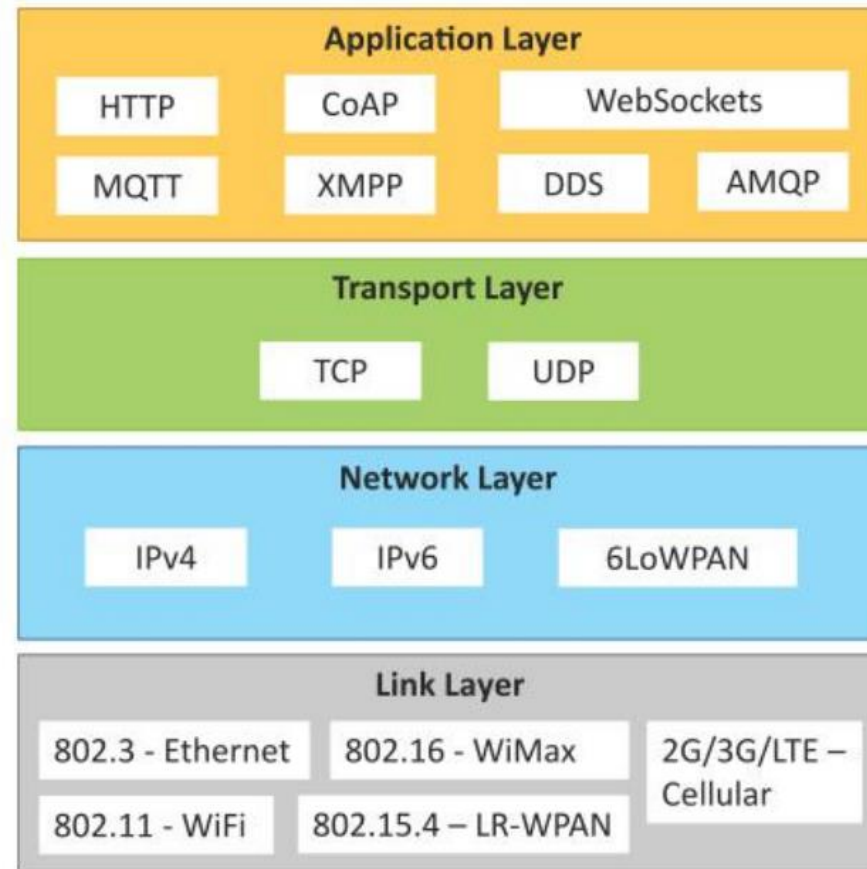 Application Layer
HTTP
CoAP
WebSockets
MQTT
XMPP
DDS
AMQP
Transport Layer
TCP
UDP
Network Layer
IPv4
IPv6
6LoWPAN
Link Layer
802.3 - Ethernet
802.16 - WiMax
2G/3G/LTE –
Cellular
802.11 - WiFi
802.15.4 – LR-WPAN